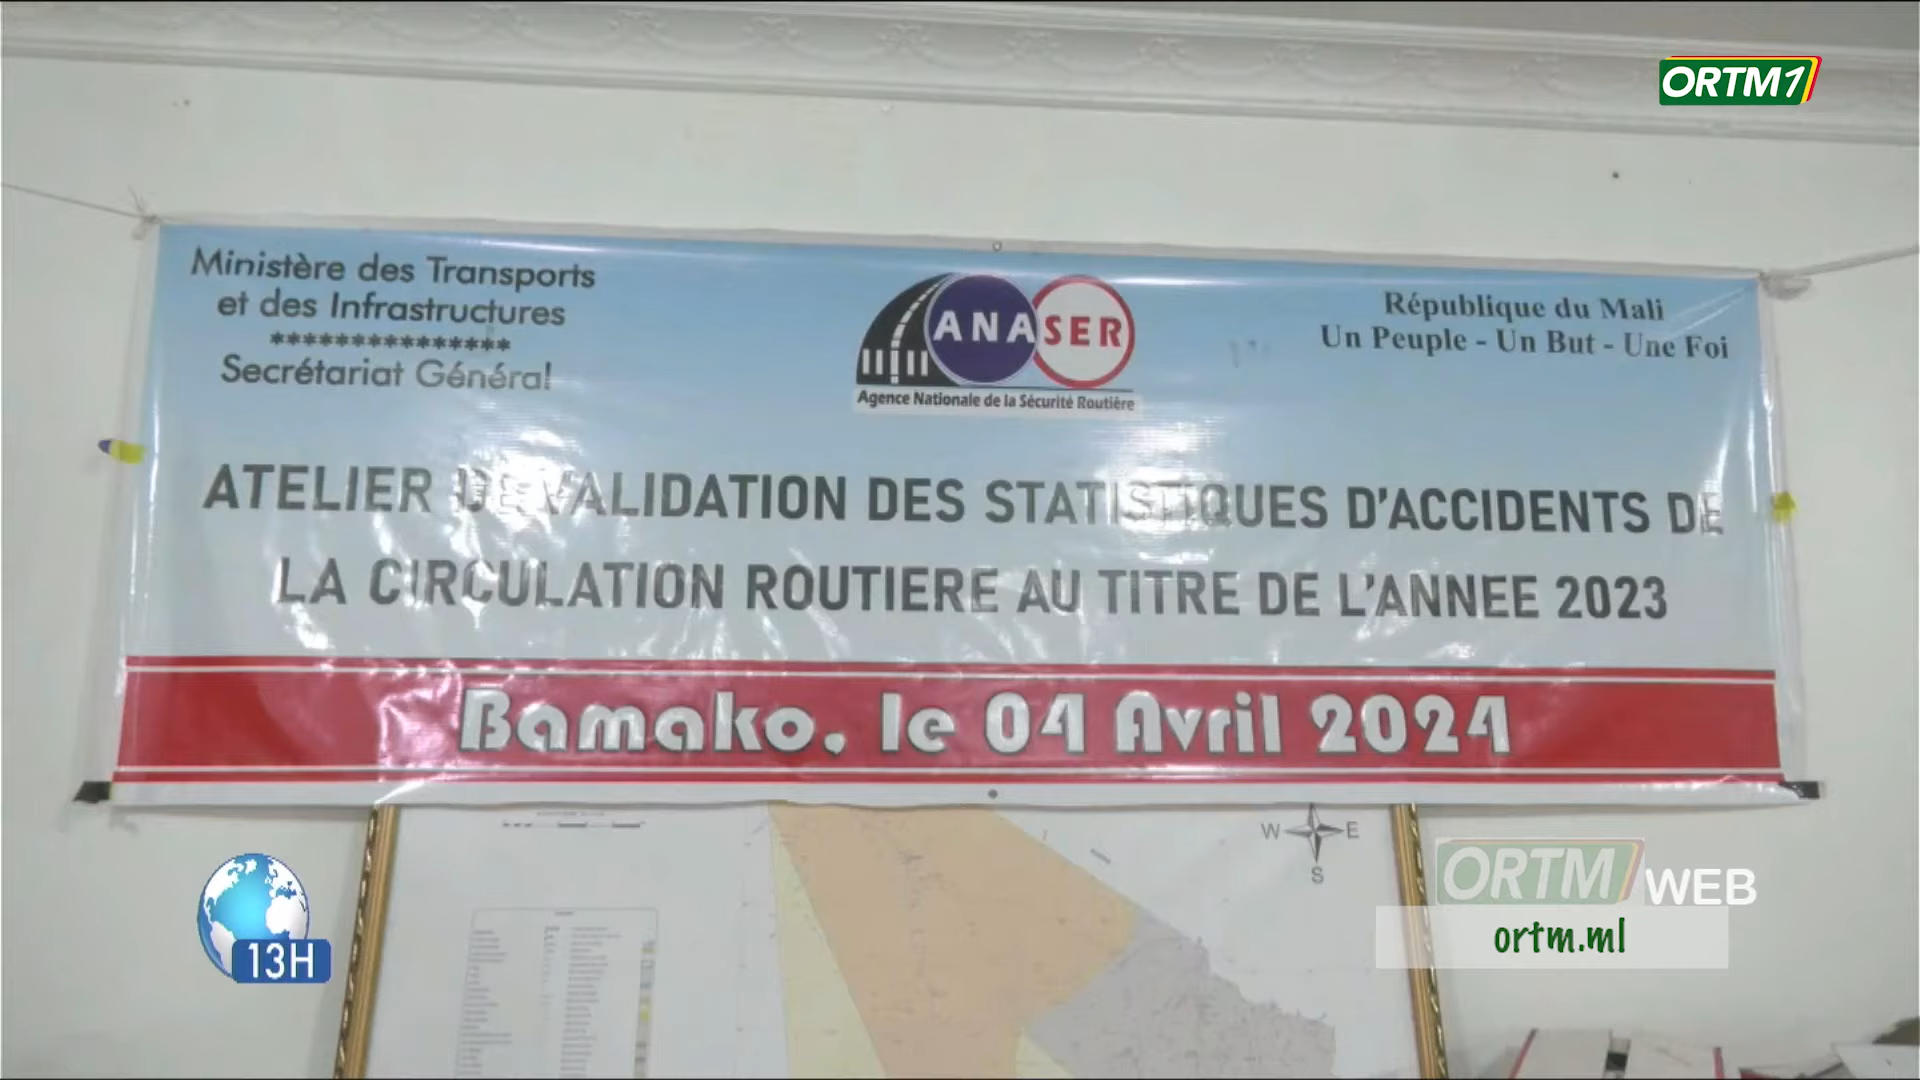 ORTM1
Ministère des Transports
et des Infrastructures
***************
Secrétariat Général
ANASER
Agence Nationale de la Sécurité Routière
République du Mali
Un Peuple - Un But - Une Foi
ATELIER DE VALIDATION DES STATISTIQUES D'ACCIDENTS DE
LA CIRCULATION ROUTIERE AU TITRE DE L'ANNEE 2023
Bamako, le 04 Avril 2024
W E
S
13H
ORTM WEB
ortm.ml